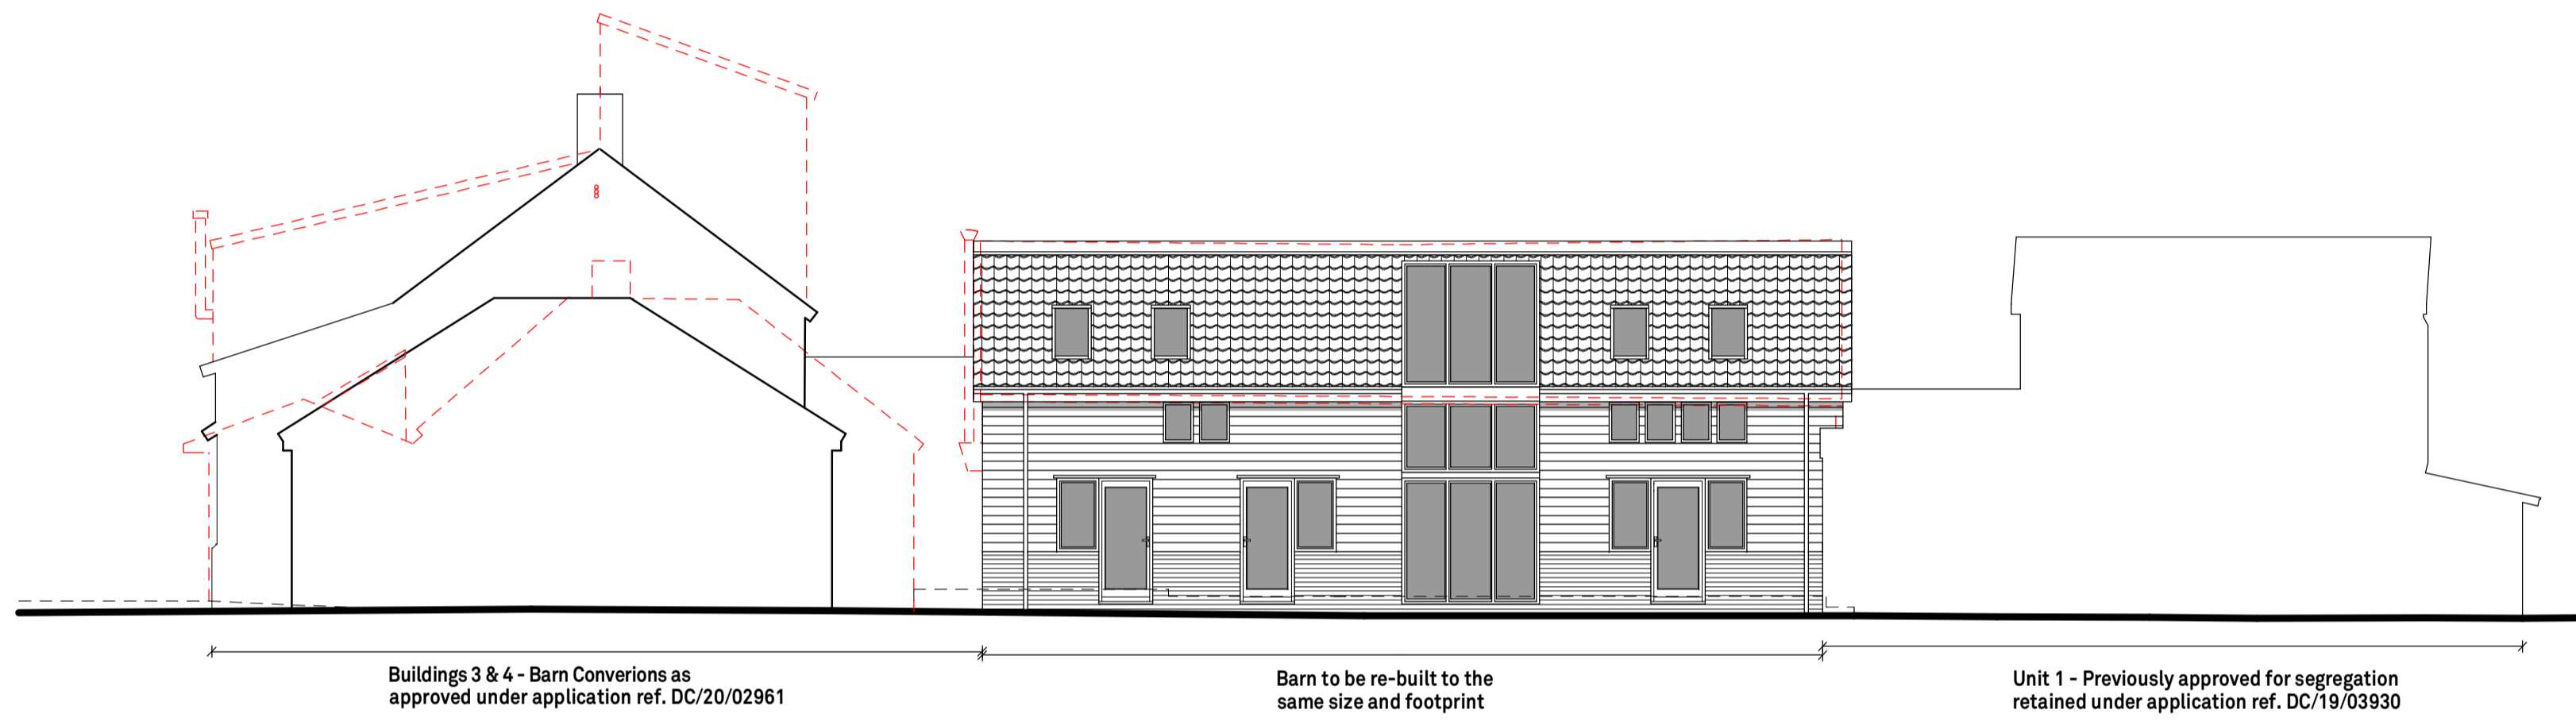 Buildings 3 & 4 - Barn Converions as
approved under application ref. DC/20/02961
Barn to be re-built to the
same size and footprint
Unit 1 - Previously approved for segregation
retained under application ref. DC/19/03930